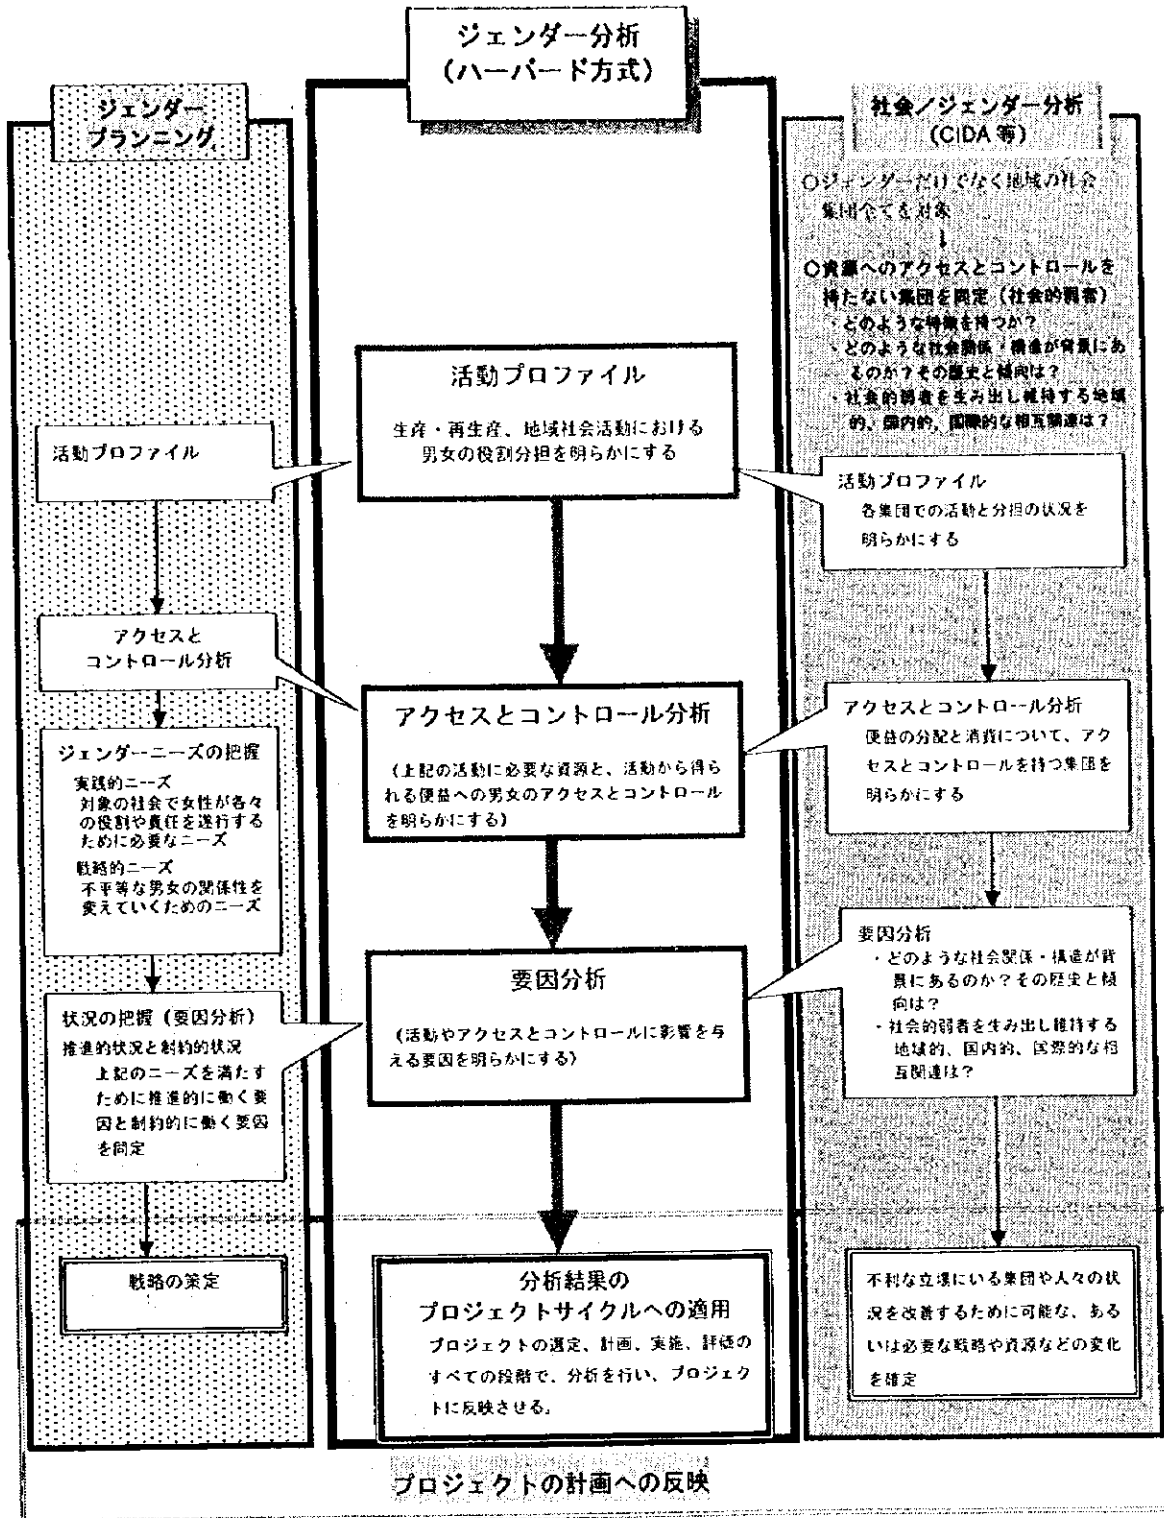 ジェンダー分析
(ハーバード方式)
ジェンダー
プランニング
活動プロファイル
アクセスと
コントロール分析
ジェンダーニーズの把握
実践的ニーズ
対象の社会で女性が各々
の役割や責任を遂行する
ために必要なニーズ
戦略的ニーズ
不平等な男女の関係性を
変えていくためのニーズ
状況の把握(要因分析)
推進的状況と制約的状況
上記のニーズを満たす
ために推進的に働く要
因と制約的に働く要因
を同定
戦略の策定
活動プロファイル
生産・再生産、地域社会活動における
男女の役割分担を明らかにする
アクセスとコントロール分析
(上記の活動に必要な資源と、活動から得ら
れる便益への男女のアクセスとコントロール
を明らかにする)
要因分析
(活動やアクセスとコントロールに影響を与
える要因を明らかにする)
分析結果の
プロジェクトサイクルへの適用
プロジェクトの選定、計画、実施、評価の
すべての段階で、分析を行い、プロジェク
トに反映させる。
社会/ジェンダー分析
(CIDA 等)
○ジェンダーだけでなく地域の社会
集団全てを対象
○資源へのアクセスとコントロールを
持たない集団を同定(社会的弱者)
・どのような特徴を持つか?
・どのような社会関係・構造が背景にあ
るのか?その歴史と傾向は?
・社会的弱者を生み出し維持する地域
的、国内的、国際的な相互関連は?
活動プロファイル
各集団での活動と分担の状況を
明らかにする
アクセスとコントロール分析
便益の分配と消費について、アク
セスとコントロールを持つ集団を
明らかにする
要因分析
・どのような社会関係・構造が背
景にあるのか?その歴史と傾
向は?
・社会的弱者を生み出し維持する
地域的、国内的、国際的な相
互関連は?
不利な立場にいる集団や人々の状
況を改善するために可能な、ある
いは必要な戦略や資源などの変化
を確定
プロジェクトの計画への反映